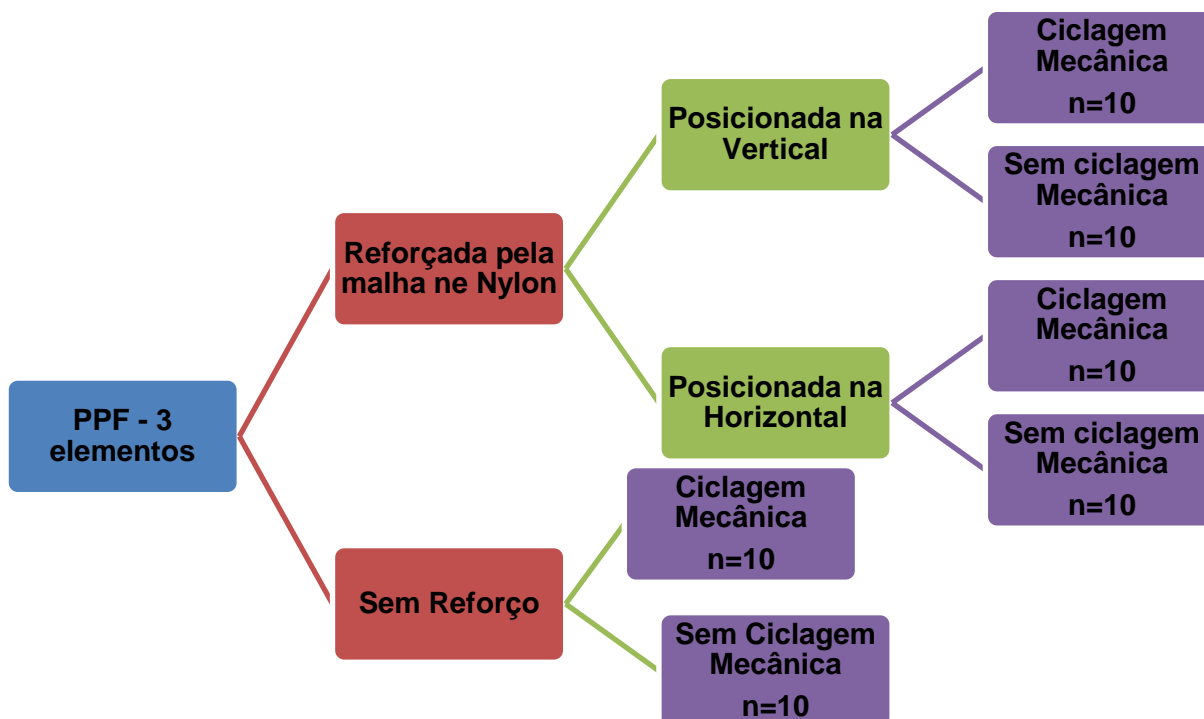 PPF - 3
elementos
Reforçada pela
malha ne Nylon
Posicionada na
Vertical
Ciclagem
Mecânica
n=10
Sem ciclagem
Mecânica
n=10
Posicionada na
Horizontal
Ciclagem
Mecânica
n=10
Sem ciclagem
Mecânica
n=10
Sem Reforço
Ciclagem
Mecânica
n=10
Sem Ciclagem
Mecânica
n=10